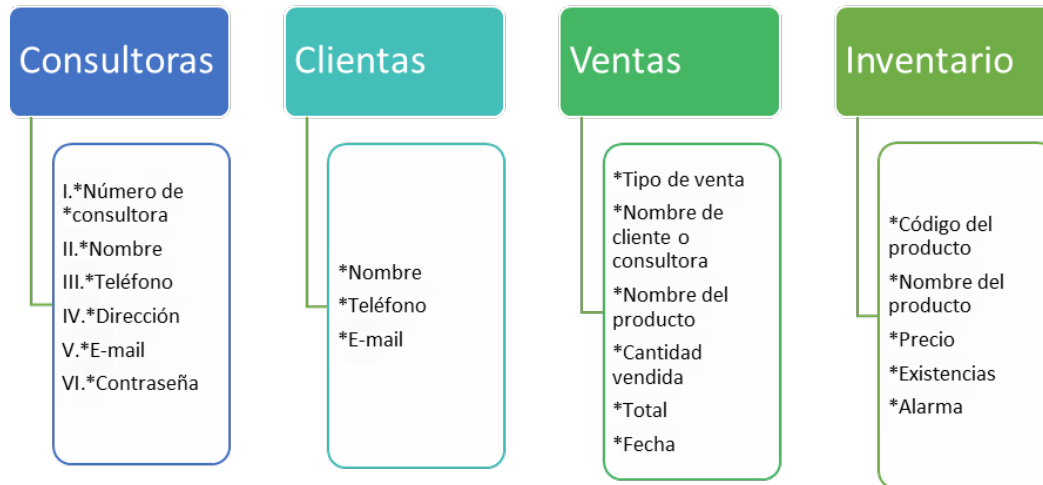 Consultoras
I.*Número de
*consultora
II.*Nombre
III.*Teléfono
IV.*Dirección
V.*E-mail
VI.*Contraseña
Clientas
*Nombre
*Teléfono
*E-mail
Ventas
*Tipo de venta
*Nombre de
cliente o
consultora
*Nombre del
producto
*Cantidad
vendida
*Total
*Fecha
Inventario
*Código del
producto
*Nombre del
producto
*Precio
*Existencias
*Alarma